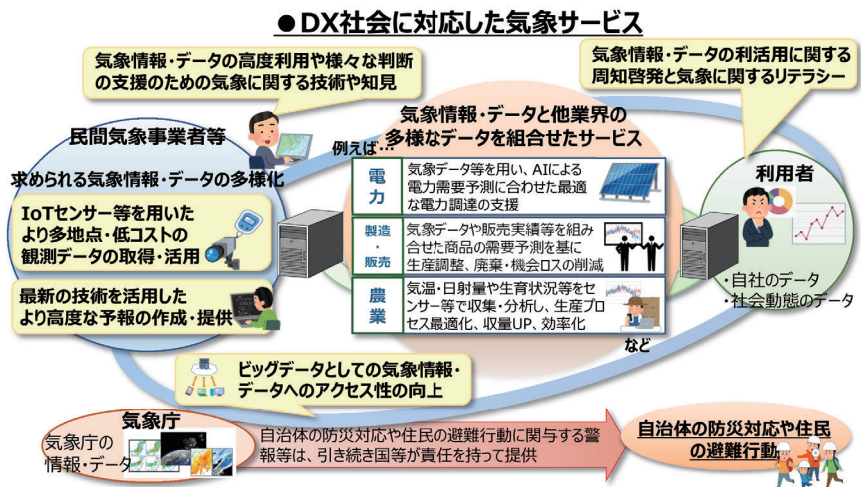 ●DX社会に対応した気象サービス
気象情報・データの高度利用や様々な判断
の支援のための気象に関する技術や知見
気象情報・データの利活用に関する
周知啓発と気象に関するリテラシー
民間気象事業者等
求められる気象情報・データの多様化
IoTセンサー等を用いた
より多地点・低コストの
観測データの取得・活用
最新の技術を活用した
より高度な予報の作成・提供
気象情報・データと他業界の
多様なデータを組合せたサービス
例えば…
電力
気象データ等を用い、AIによる
電力需要予測に合わせた最適
な電力調達の支援
製造・販売
気象データや販売実績等を組み
合せた商品の需要予測を基に
生産調整、廃棄・機会ロスの削減
農業
気温・日射量や生育状況等をセ
ンサー等で収集・分析し、生産プロ
セス最適化、収量UP、効率化
など
利用者
・自社のデータ
・社会動態のデータ
ビッグデータとしての気象情報・
データへのアクセス性の向上
気象庁
気象庁の
情報・データ
自治体の防災対応や住民の避難行動に関与する警
報等は、引き続き国等が責任を持って提供
自治体の防災対応や住民
の避難行動